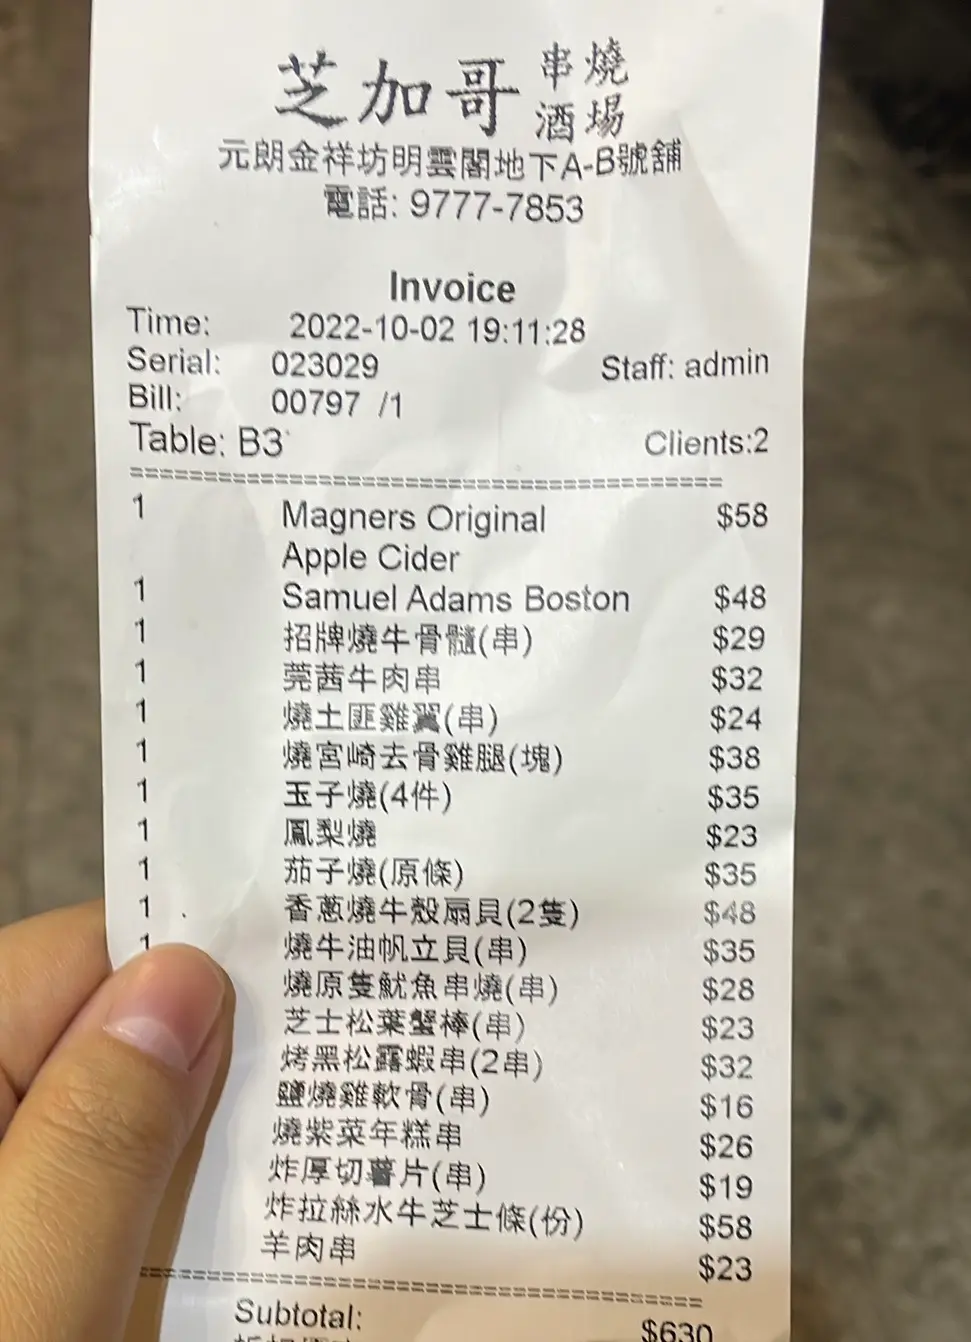 芝加哥 串燒
酒場
元朗金祥坊明雲閣地下A-B號舖
電話: 9777-7853
Invoice
Time: 2022-10-02 19:11:28
Serial: 023029 Staff: admin
Bill: 00797 /1
Table: B3 Clients:2
1 Magners Original $58
Apple Cider
1 Samuel Adams Boston $48
1 招牌燒牛骨髓(串) $29
1 莞茜牛肉串 $32
1 燒土匪雞翼(串) $24
1 燒宮崎去骨雞腿(塊) $38
1 玉子燒(4件) $35
1 鳳梨燒 $23
1 茄子燒(原條) $35
1 香蔥燒牛殼扇貝(2隻) $48
1 燒牛油帆立貝(串) $35
燒原隻魷魚串燒(串) $28
芝士松葉蟹棒(串) $23
烤黑松露蝦串(2串) $32
鹽燒雞軟骨(串) $16
燒紫菜年糕串 $26
炸厚切薯片(串) $19
炸拉絲水牛芝士條(份) $58
羊肉串 $23
Subtotal: $630